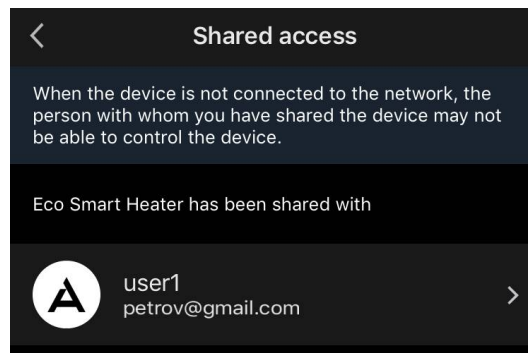 Shared access
When the device is not connected to the network, the
person with whom you have shared the device may not
be able to control the device.
Eco Smart Heater has been shared with
user1
petrov@gmail.com